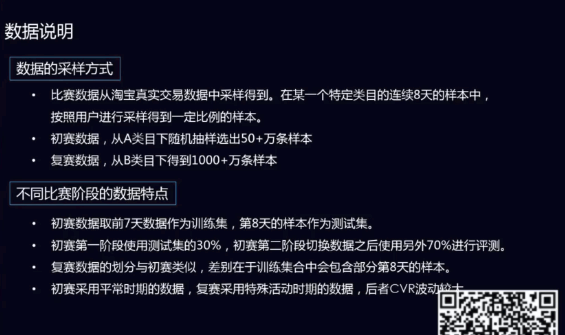 数据说明
数据的采样方式
• 比赛数据从淘宝真实交易数据中采样得到。在某一个特定类目的连续8天的样本中，
按照用户进行采样得到一定比例的样本。
• 初赛数据，从A类目下随机抽样选出50+万条样本
• 复赛数据，从B类目下得到1000+万条样本
不同比赛阶段的数据特点
• 初赛数据取前7天数据作为训练集，第8天的样本作为测试集。
• 初赛第一阶段使用测试集的30%，初赛第二阶段切换数据之后使用另外70%进行评测。
• 复赛数据的划分与初赛类似，差别在于训练集合中会包含部分第8天的样本。
• 初赛采用平常时期的数据，复赛采用特殊活动时期的数据，后者CVR波动较大